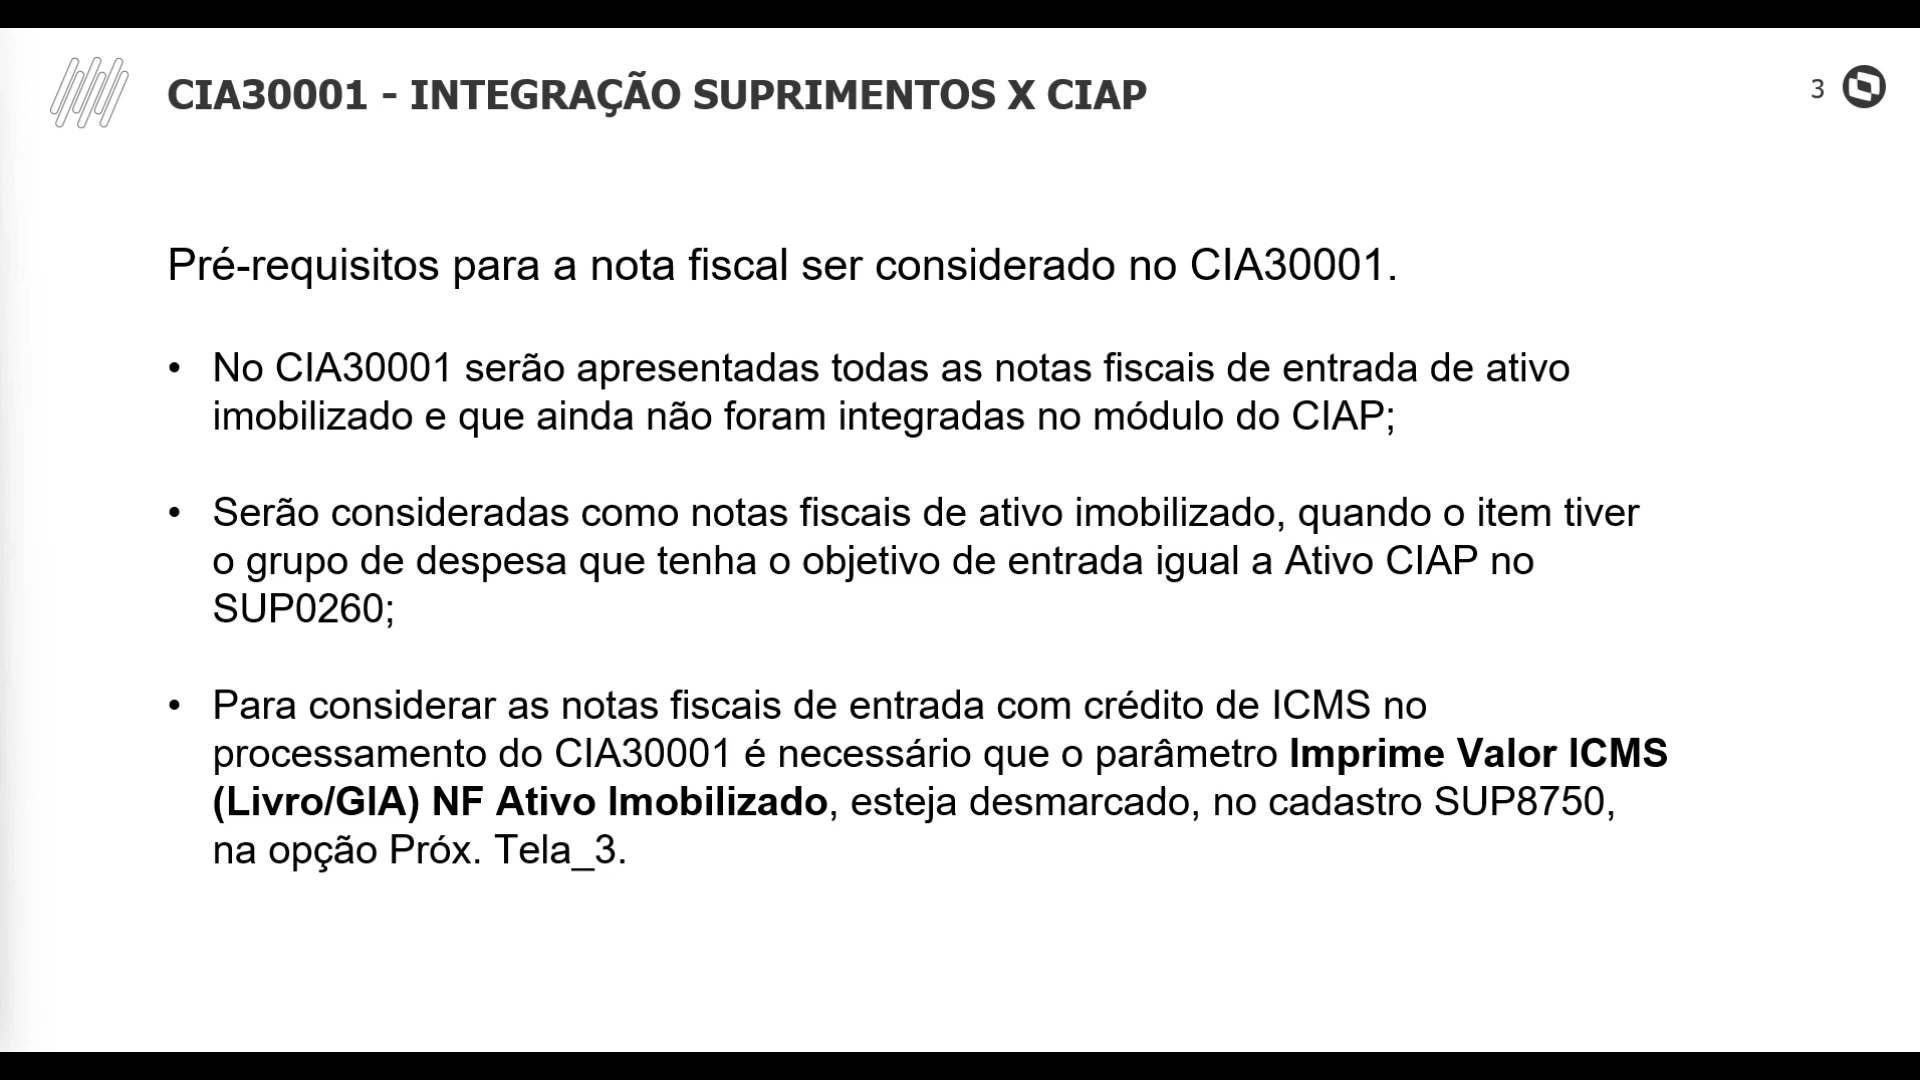 CIA30001 - INTEGRAÇÃO SUPRIMENTOS X CIAP
3
Pré-requisitos para a nota fiscal ser considerado no CIA30001.
• No CIA30001 serão apresentadas todas as notas fiscais de entrada de ativo
imobilizado e que ainda não foram integradas no módulo do CIAP;
• Serão consideradas como notas fiscais de ativo imobilizado, quando o item tiver
o grupo de despesa que tenha o objetivo de entrada igual a Ativo CIAP no
SUP0260;
• Para considerar as notas fiscais de entrada com crédito de ICMS no
processamento do CIA30001 é necessário que o parâmetro Imprime Valor ICMS
(Livro/GIA) NF Ativo Imobilizado, esteja desmarcado, no cadastro SUP8750,
na opção Próx. Tela_3.